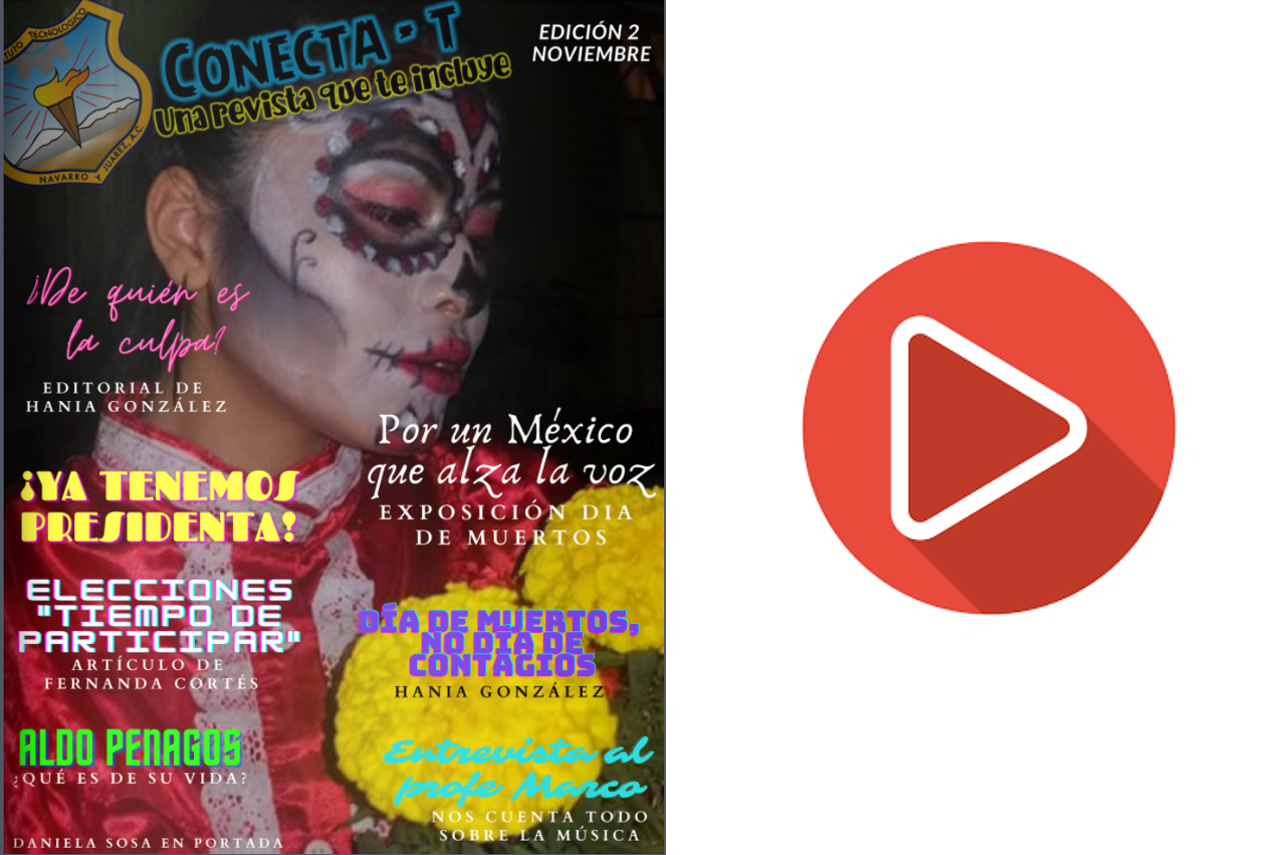 CONECTA - T
Una revista que te incluye
EDICIÓN 2
NOVIEMBRE
TECNOLÓGICO
NAVARRO Y JUAREZ, A.C.
¿De quién es
la culpa?
EDITORIAL DE
HANIA GONZÁLEZ
Por un México
que alza la voz
EXPOSICIÓN DIA
DE MUERTOS
¡YA TENEMOS
PRESIDENTA!
ELECCIONES
"TIEMPO DE
PARTICIPAR"
ARTÍCULO DE
FERNANDA CORTÉS
DÍA DE MUERTOS,
NO DÍA DE
CONTAGIOS
HANIA GONZÁLEZ
ALDO PENAGOS
¿QUÉ ES DE SU VIDA?
Entrevista al
profe Marco
NOS CUENTA TODO
SOBRE LA MÚSICA
DANIELA SOSA EN PORTADA